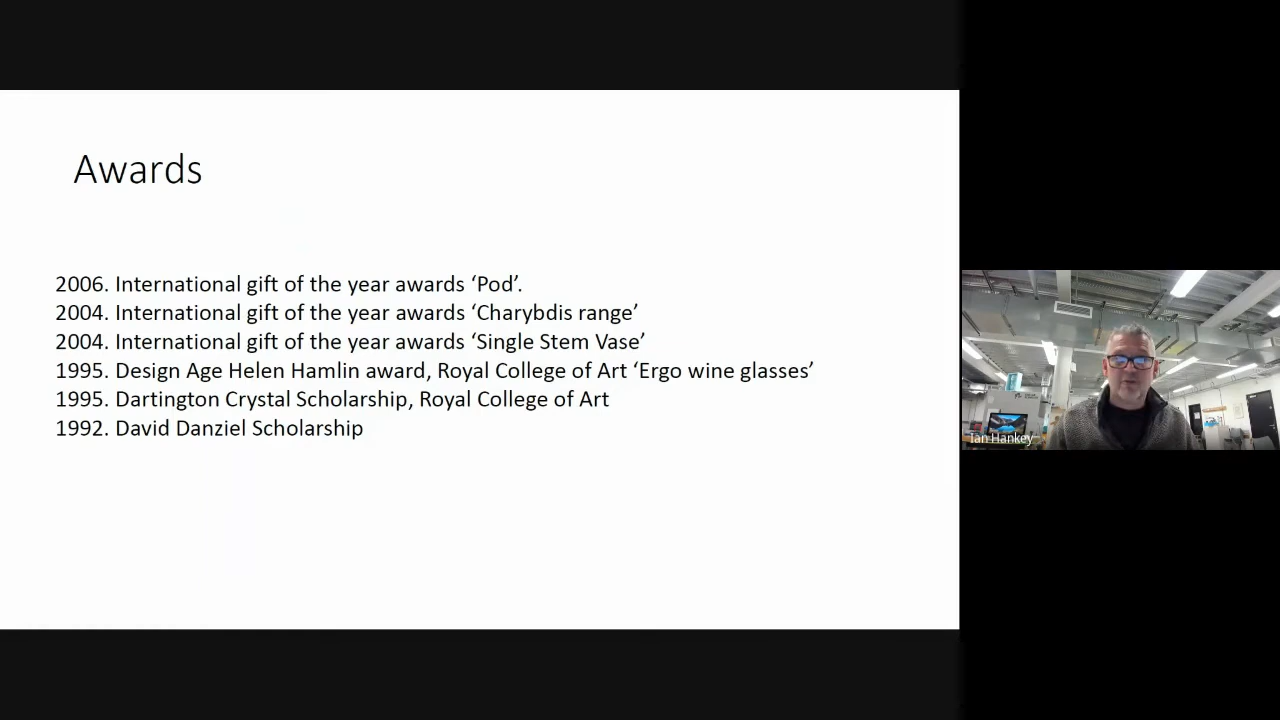 Awards
2006. International gift of the year awards ‘Pod’.
2004. International gift of the year awards ‘Charybdis range’
2004. International gift of the year awards ‘Single Stem Vase’
1995. Design Age Helen Hamlin award, Royal College of Art ‘Ergo wine glasses’
1995. Dartington Crystal Scholarship, Royal College of Art
1992. David Danziel Scholarship
Ian Hankey